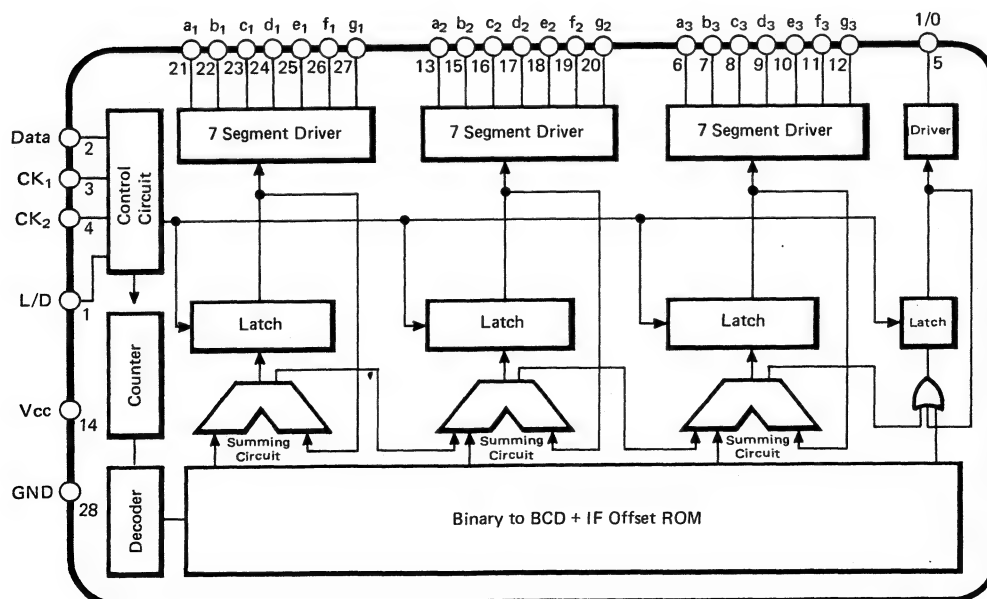 a1 b1 c1 d1 e1 f1 g1
a2 b2 c2 d2 e2 f2 g2
a3 b3 c3 d3 e3 f3 g3
1/0
21 22 23 24 25 26 27
13 15 16 17 18 19 20
6 7 8 9 10 11 12
5
7 Segment Driver
7 Segment Driver
7 Segment Driver
Driver
Data
2
CK1
3
CK2
4
L/D
1
Control
Circuit
Latch
Latch
Latch
Latch
Counter
Vcc
14
Summing
Circuit
Summing
Circuit
Summing
Circuit
GND
28
Decoder
Binary to BCD + IF Offset ROM